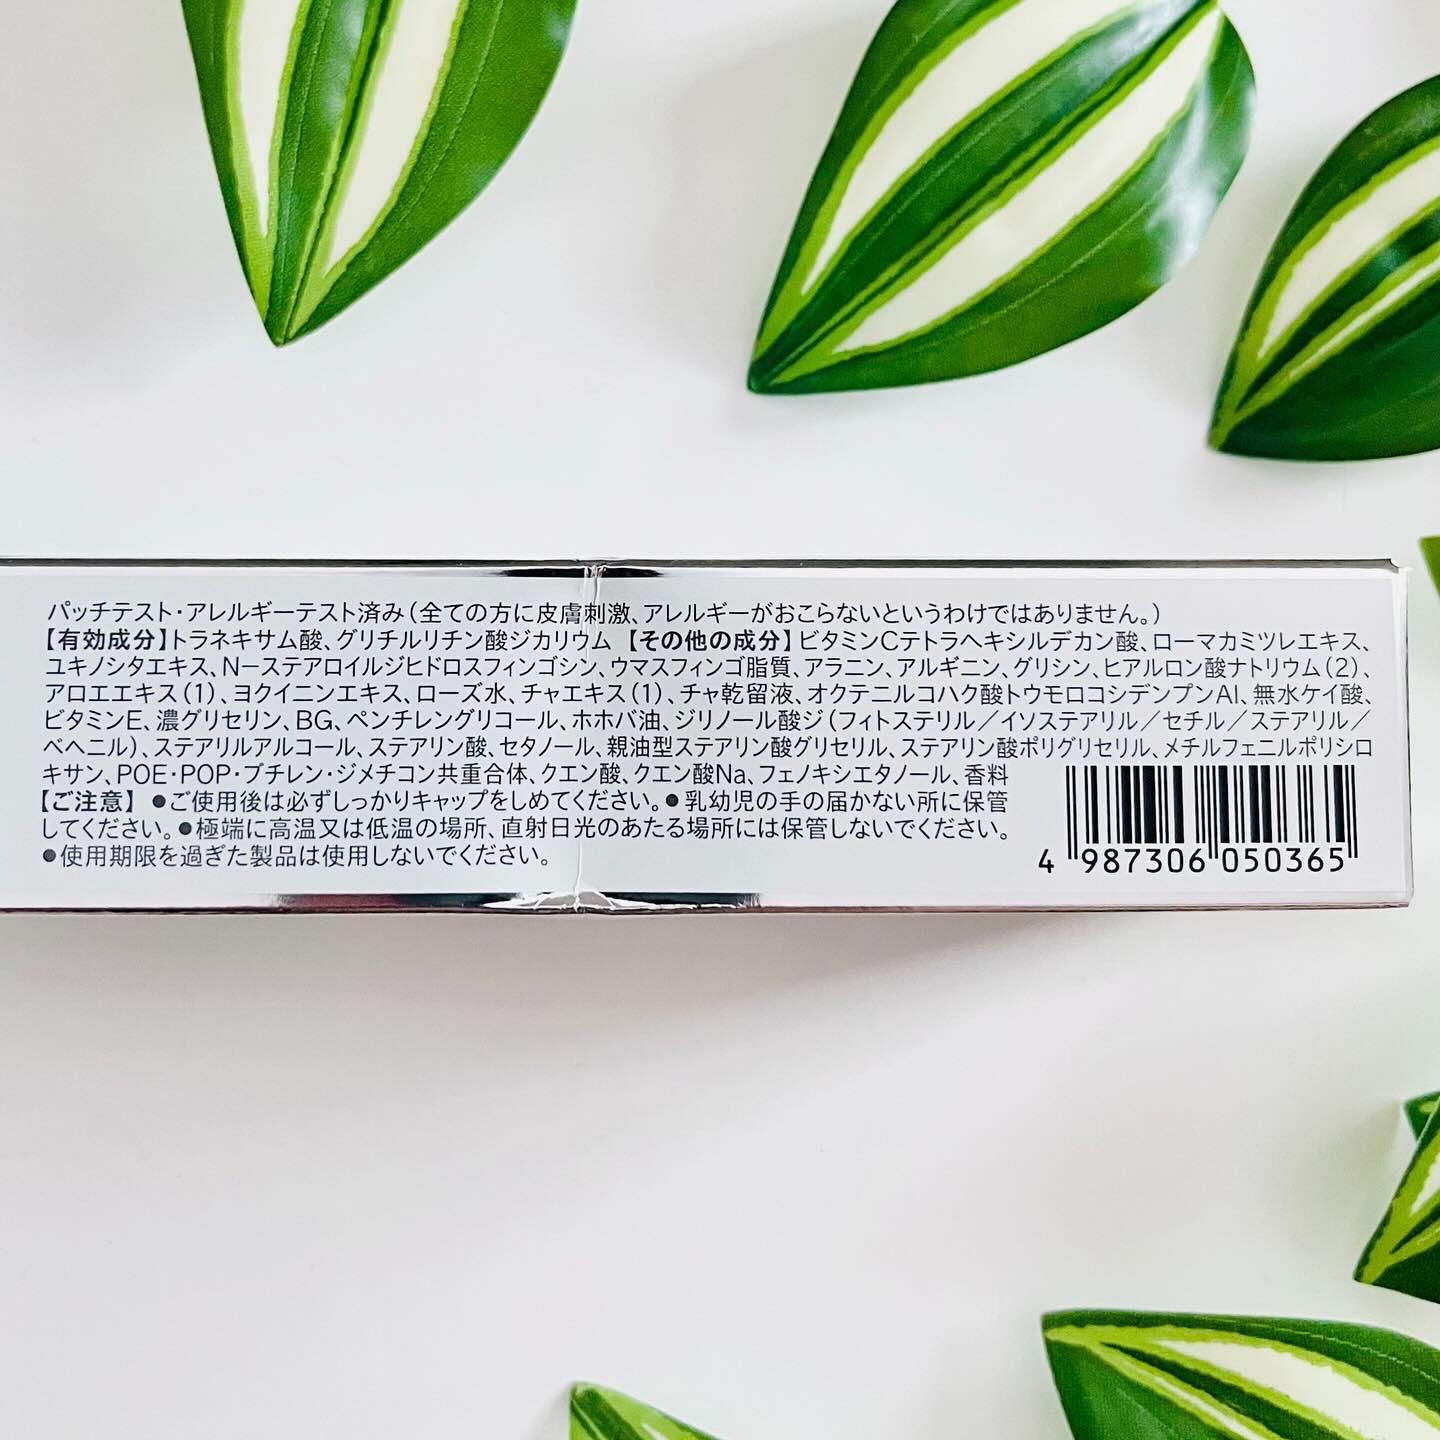 パッチテスト・アレルギーテスト済み（全ての方に皮膚刺激、アレルギーがおこらないというわけではありません。）
【有効成分】トラネキサム酸、グリチルリチン酸ジカリウム 【その他の成分】ビタミンCテトラヘキシルデカン酸、ローマカミツレエキス、
ユキノシタエキス、N−ステアロイルジヒドロスフィンゴシン、ウマスフィンゴ脂質、アラニン、アルギニン、グリシン、ヒアルロン酸ナトリウム（2）、
アロエエキス（1）、ヨクイニンエキス、ローズ水、チャエキス（1）、チャ乾留液、オクテニルコハク酸トウモロコシデンプンAl、無水ケイ酸、
ビタミンE、濃グリセリン、BG、ペンチレングリコール、ホホバ油、ジリノール酸ジ（フィトステリル／イソステアリル／セチル／ステアリル／
ベヘニル）、ステアリルアルコール、ステアリン酸、セタノール、親油型ステアリン酸グリセリル、ステアリン酸ポリグリセリル、メチルフェニルポリシロ
キサン、POE・POP・ブチレン・ジメチコン共重合体、クエン酸、クエン酸Na、フェノキシエタノール、香料
【ご注意】 ●ご使用後は必ずしっかりキャップをしめてください。●乳幼児の手の届かない所に保管
してください。●極端に高温又は低温の場所、直射日光のあたる場所には保管しないでください。
●使用期限を過ぎた製品は使用しないでください。
4 987306 050365